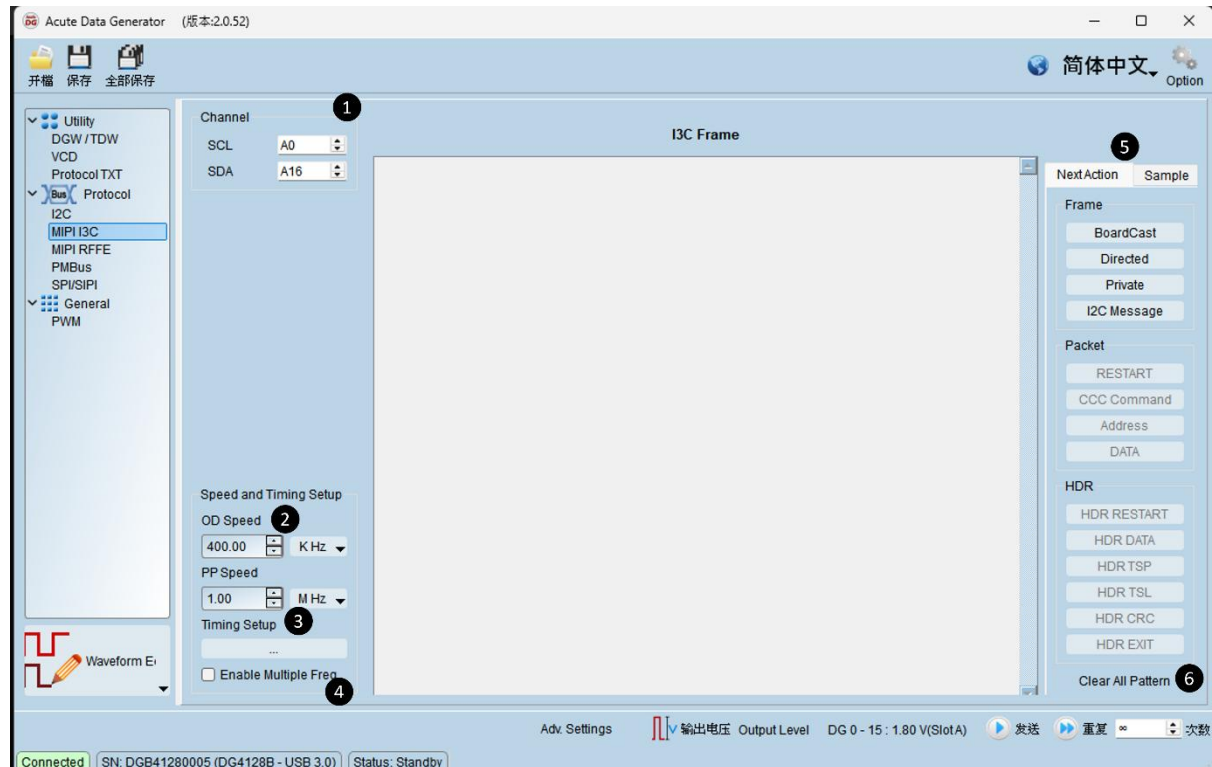 Acute Data Generator (版本:2.0.52)
开檔 保存 全部保存
简体中文
Option
Utility
DGW / TDW
VCD
Protocol TXT
Bus Protocol
I2C
MIPI I3C
MIPI RFFE
PMBus
SPI/SIPI
General
PWM
Waveform E
Channel 1
SCL A0
SDA A16
Speed and Timing Setup
OD Speed 2
400.00 K Hz
PP Speed
1.00 M Hz
Timing Setup 3
...
Enable Multiple Freq
4
I3C Frame
5
Next Action Sample
Frame
BoardCast
Directed
Private
I2C Message
Packet
RESTART
CCC Command
Address
DATA
HDR
HDR RESTART
HDR DATA
HDR TSP
HDR TSL
HDR CRC
HDR EXIT
Clear All Pattern 6
Adv. Settings V 输出电压 Output Level DG 0 - 15 : 1.80 V(Slot A) 发送 重复 ∞ 次数
Connected SN: DGB41280005 (DG4128B - USB 3.0) Status: Standby